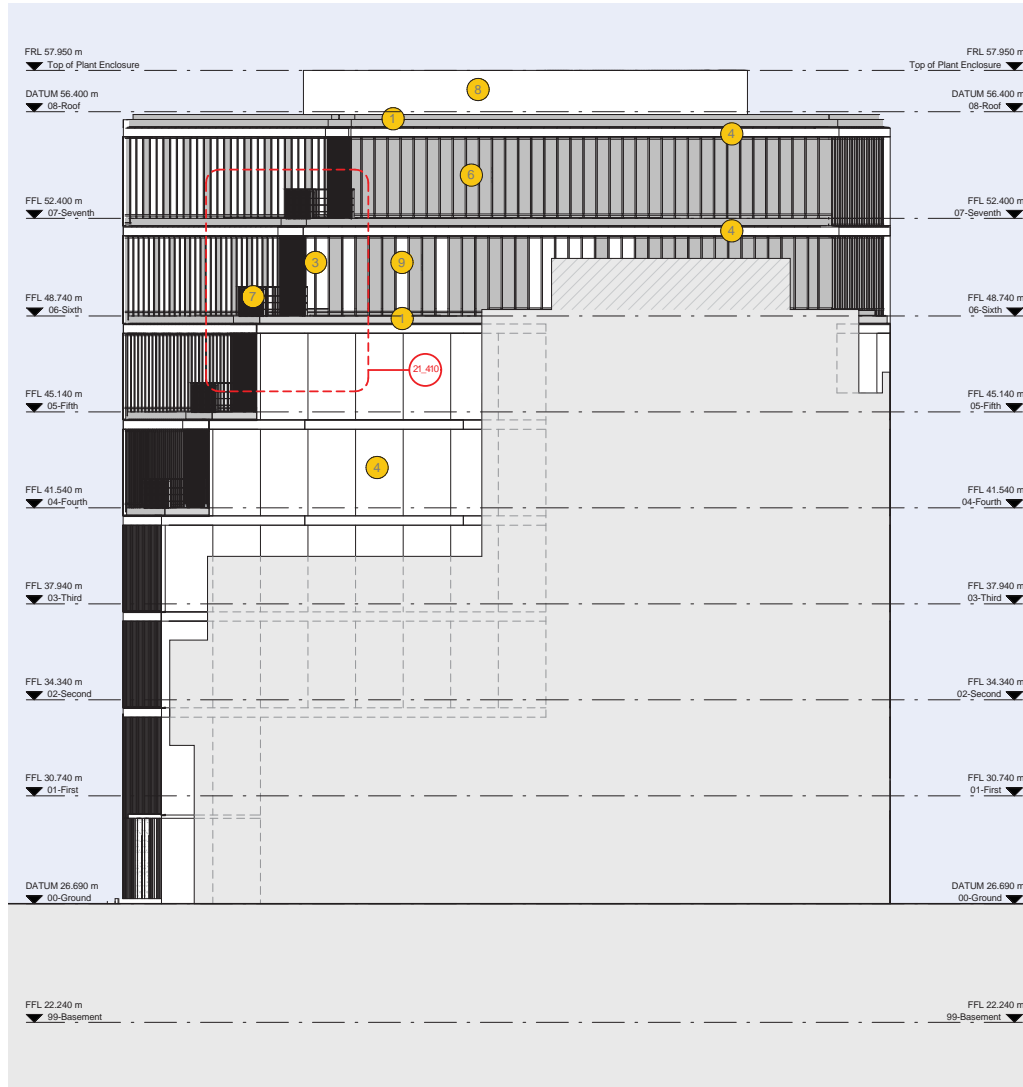 FRL 57.950 m
Top of Plant Enclosure
FRL 57.950 m
Top of Plant Enclosure
8
DATUM 56.400 m
08-Roof
DATUM 56.400 m
08-Roof
1
4
6
FFL 52.400 m
07-Seventh
FFL 52.400 m
07-Seventh
4
3
9
7
FFL 48.740 m
06-Sixth
FFL 48.740 m
06-Sixth
1
21_410
FFL 45.140 m
05-Fifth
FFL 45.140 m
05-Fifth
4
FFL 41.540 m
04-Fourth
FFL 41.540 m
04-Fourth
FFL 37.940 m
03-Third
FFL 37.940 m
03-Third
FFL 34.340 m
02-Second
FFL 34.340 m
02-Second
FFL 30.740 m
01-First
FFL 30.740 m
01-First
DATUM 26.690 m
00-Ground
DATUM 26.690 m
00-Ground
FFL 22.240 m
99-Basement
FFL 22.240 m
99-Basement